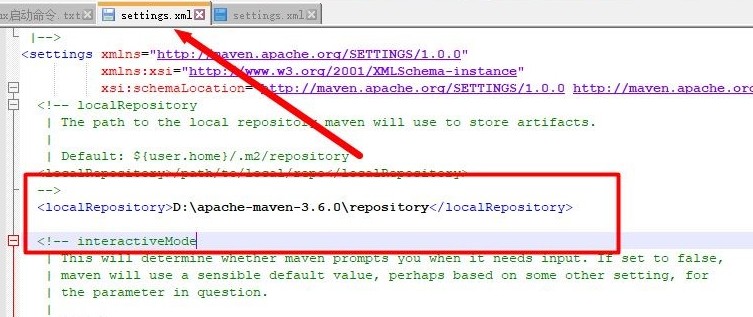 ux启动命令.txt settings.xml settings.xml
|-->
<settings xmlns="http://maven.apache.org/SETTINGS/1.0.0"
xmlns:xsi="http://www.w3.org/2001/XMLSchema-instance"
xsi:schemaLocation="http://maven.apache.org/SETTINGS/1.0.0 http://maven.apache.org/
<!-- localRepository
| The path to the local repository maven will use to store artifacts.
|
| Default: ${user.home}/.m2/repository
<localRepository>/path/to/local/repo</localRepository>
-->
<localRepository>D:\apache-maven-3.6.0\repository</localRepository>
<!-- interactiveMode
| This will determine whether maven prompts you when it needs input. If set to false,
| maven will use a sensible default value, perhaps based on some other setting, for
| the parameter in question.
|